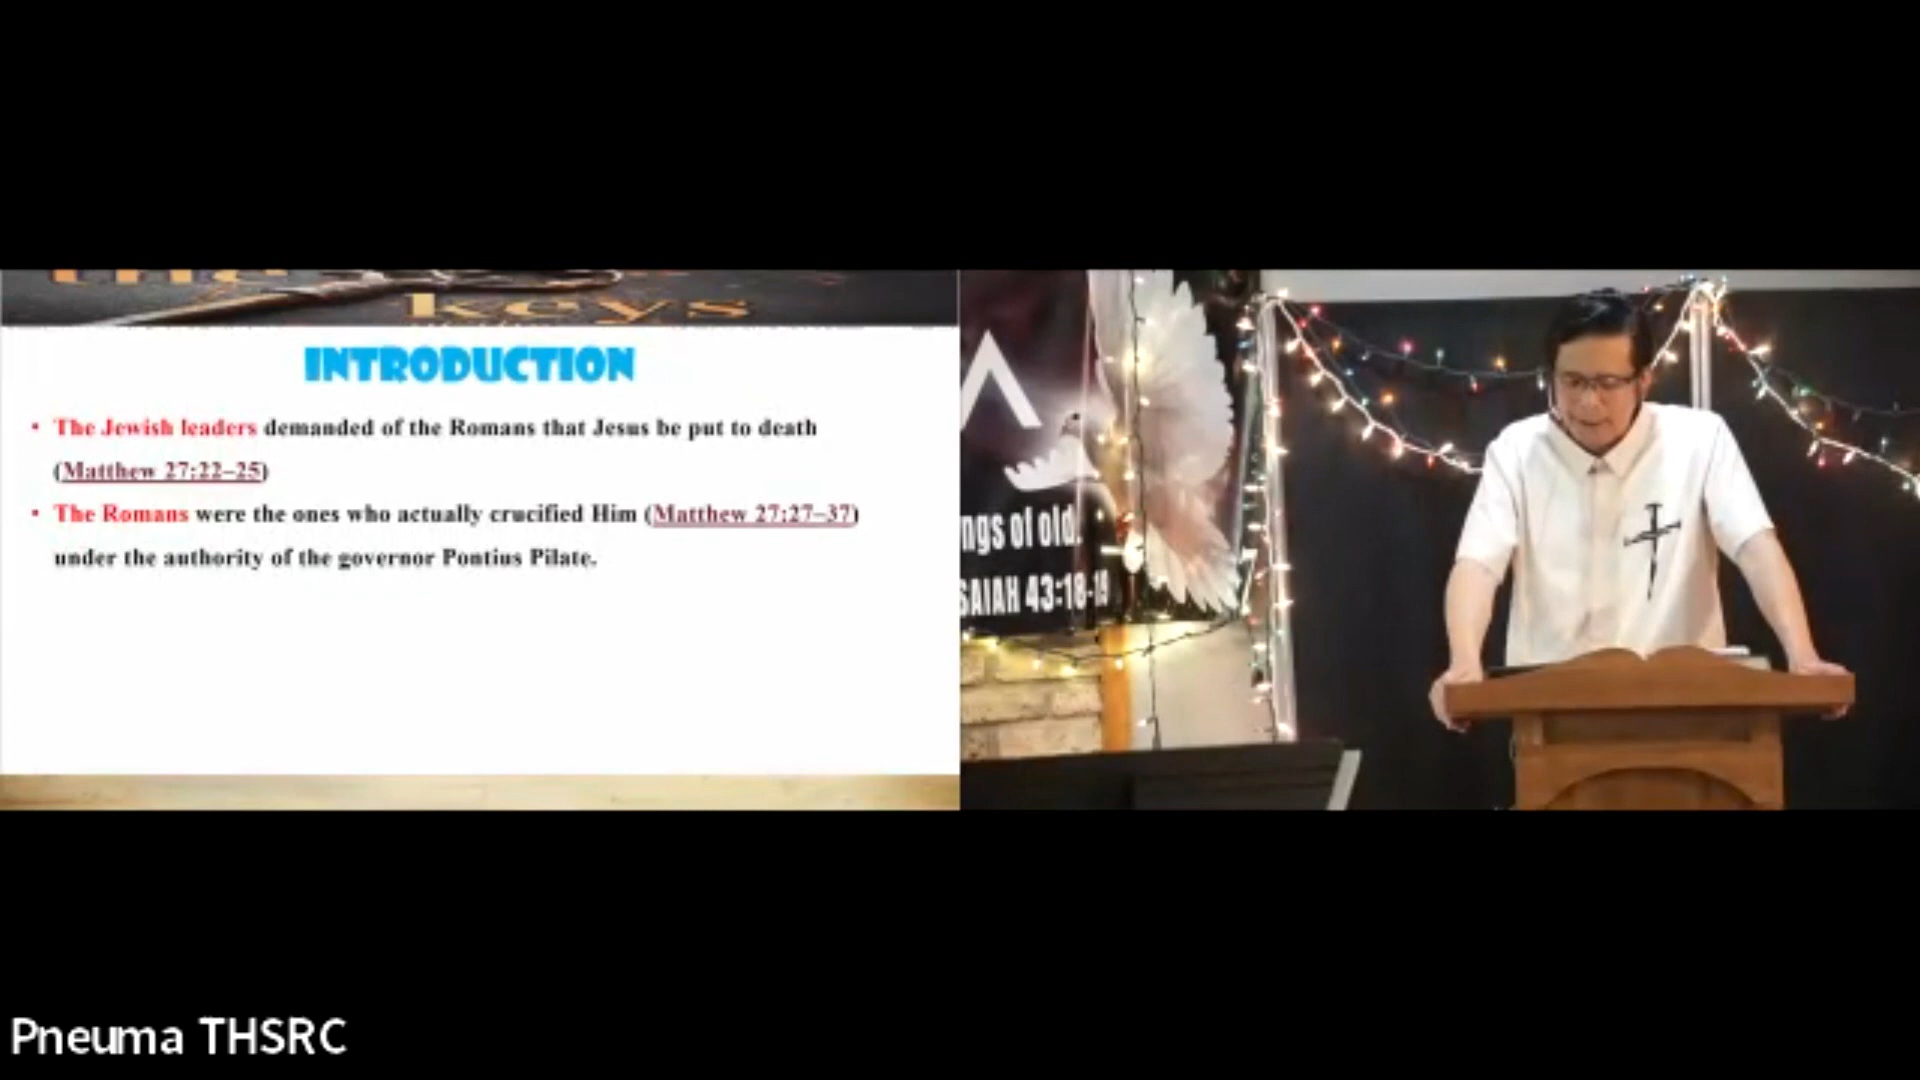 the
keys
INTRODUCTION
• The Jewish leaders demanded of the Romans that Jesus be put to death
(Matthew 27:22–25)
• The Romans were the ones who actually crucified Him (Matthew 27:27–37)
under the authority of the governor Pontius Pilate.
ngs of old.
SAIAH 43:18-19
Pneuma THSRC